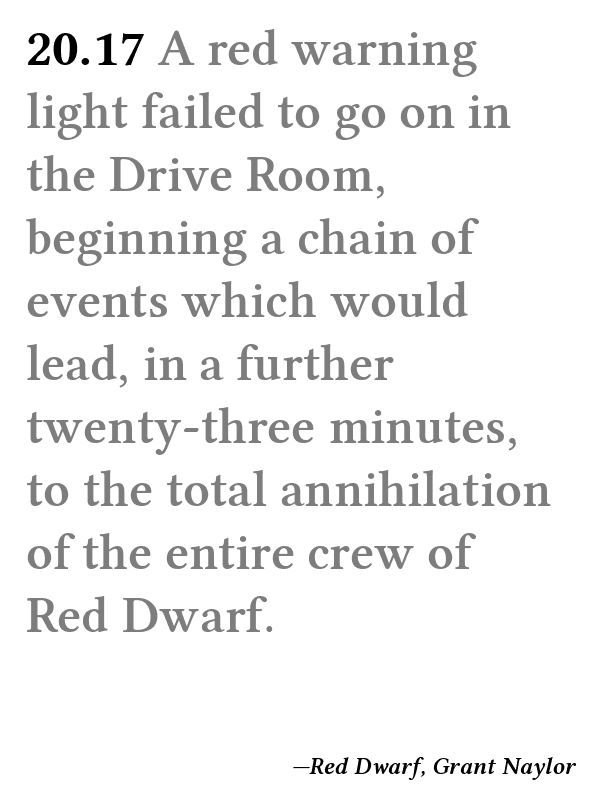 20.17 A red warning
light failed to go on in
the Drive Room,
beginning a chain of
events which would
lead, in a further
twenty-three minutes,
to the total annihilation
of the entire crew of
Red Dwarf.
—Red Dwarf, Grant Naylor